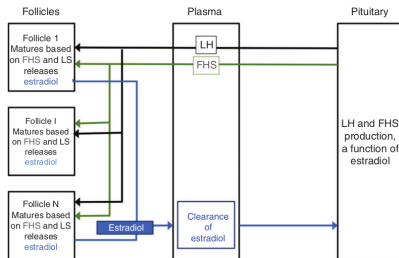 Follicles
Plasma
Pituitary
Follicle 1
Matures based
on FHS and LS
releases
estradiol
LH
FHS
Follicle I
Matures based
on FHS and LS
releases
estradiol
LH and FHS
production,
a function of
estradiol
Follicle N
Matures based
on FHS and LS
releases
estradiol
Estradiol
Clearance
of
estradiol